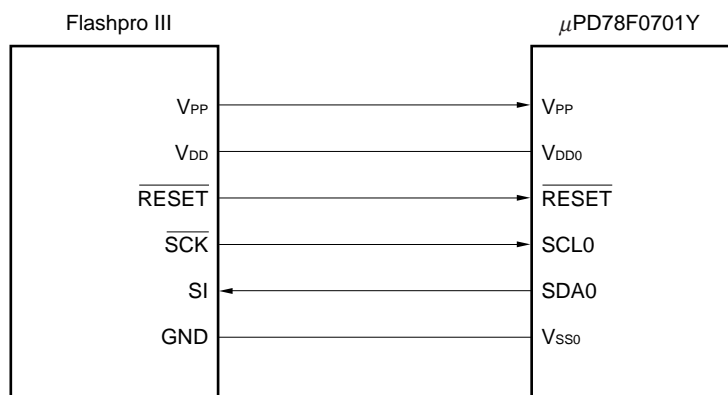 Flashpro III μPD78F0701Y
VPP VPP
VDD VDD0
RESET RESET
SCK SCL0
SI SDA0
GND VSS0